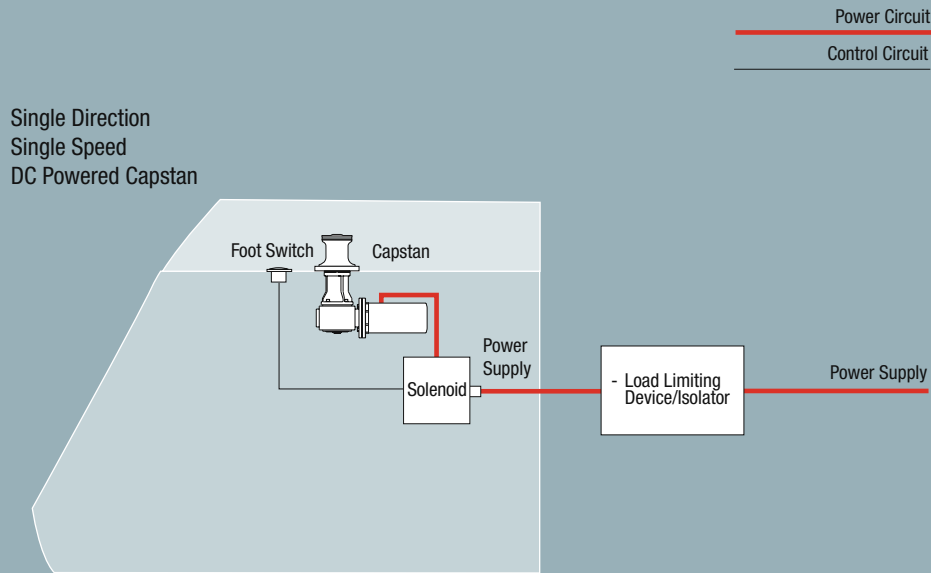 Power Circuit
Control Circuit
Single Direction
Single Speed
DC Powered Capstan
Foot Switch
Capstan
Power
Supply
Solenoid
- Load Limiting
Device/Isolator
Power Supply